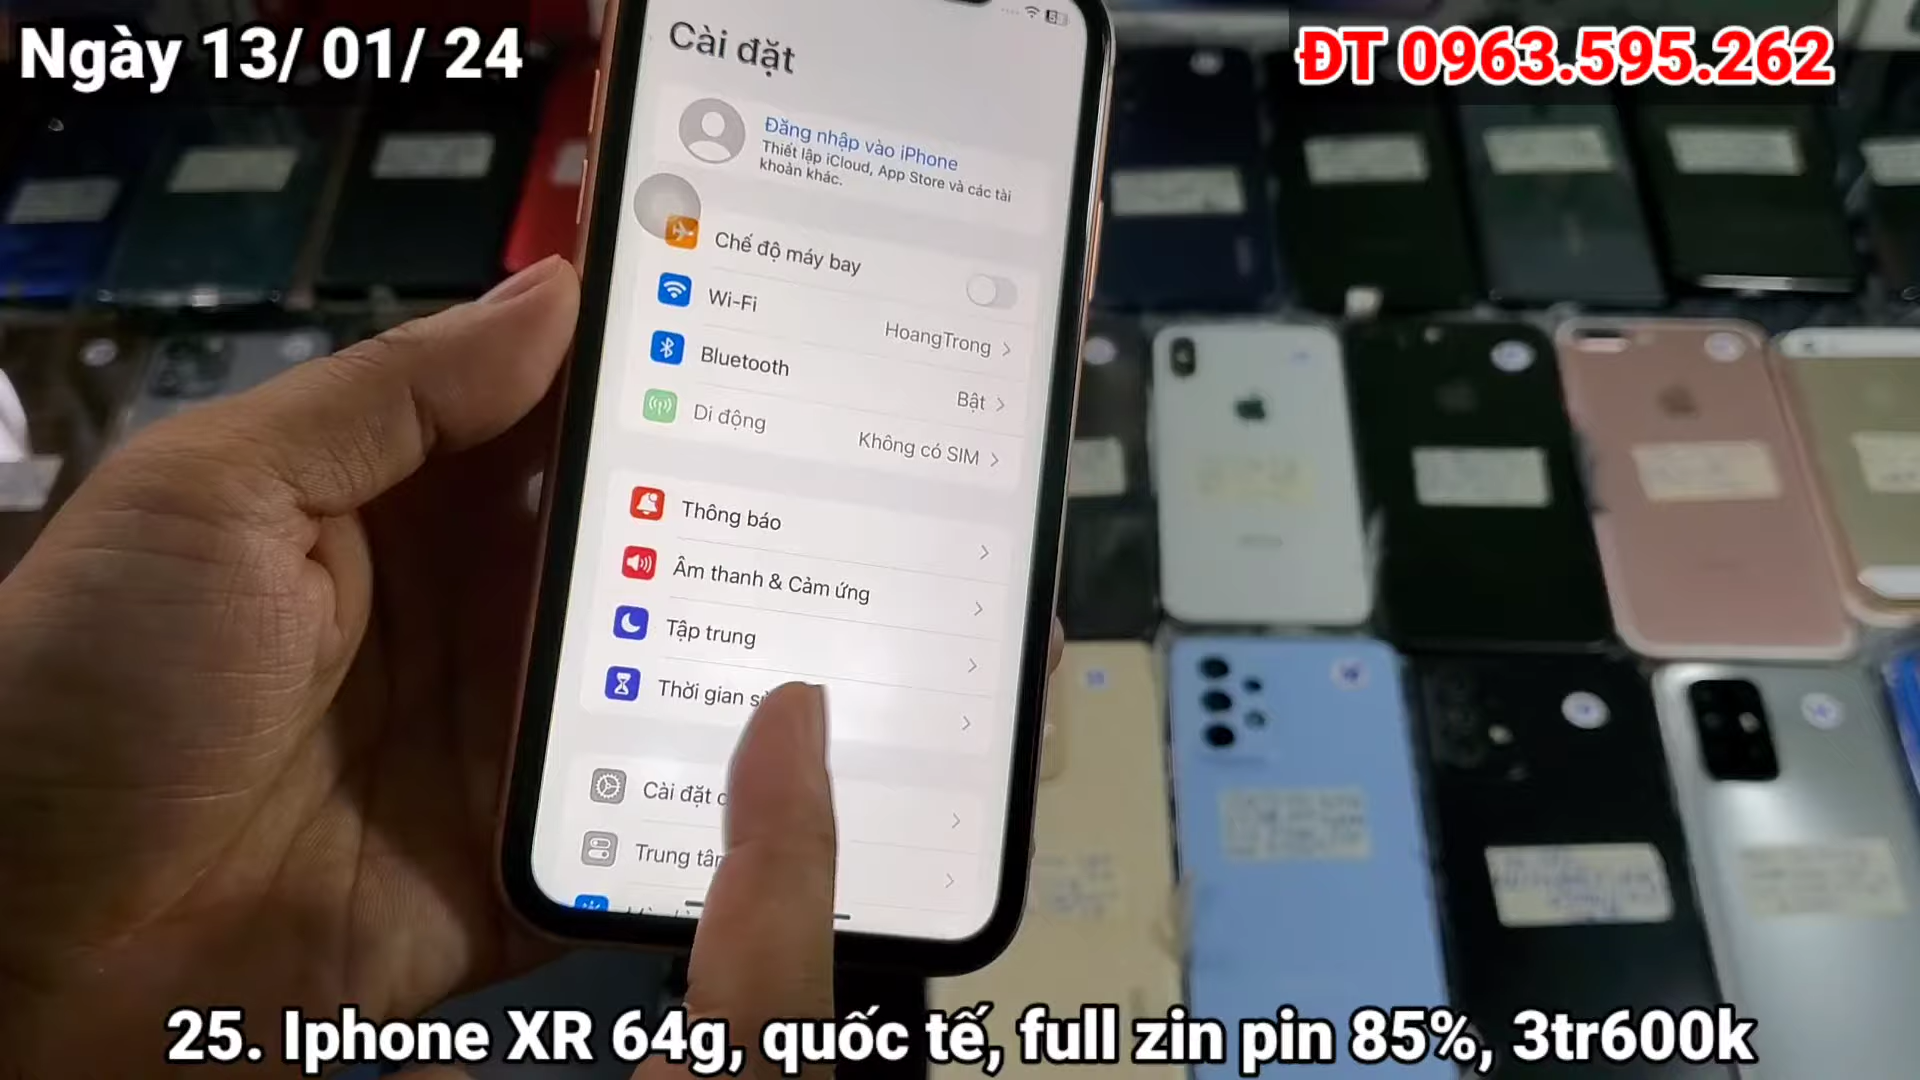 Ngày 13/ 01/ 24
ĐT 0963.595.262
Cài đặt
Đăng nhập vào iPhone
Thiết lập iCloud, App Store và các tài
khoản khác.
Chế độ máy bay
Wi-Fi
HoangTrong
Bluetooth
Bật
Di động
Không có SIM
Thông báo
Âm thanh & Cảm ứng
Tập trung
Thời gian
Cài đặt
Trung
25. Iphone XR 64g, quốc tế, full zin pin 85%, 3tr600k